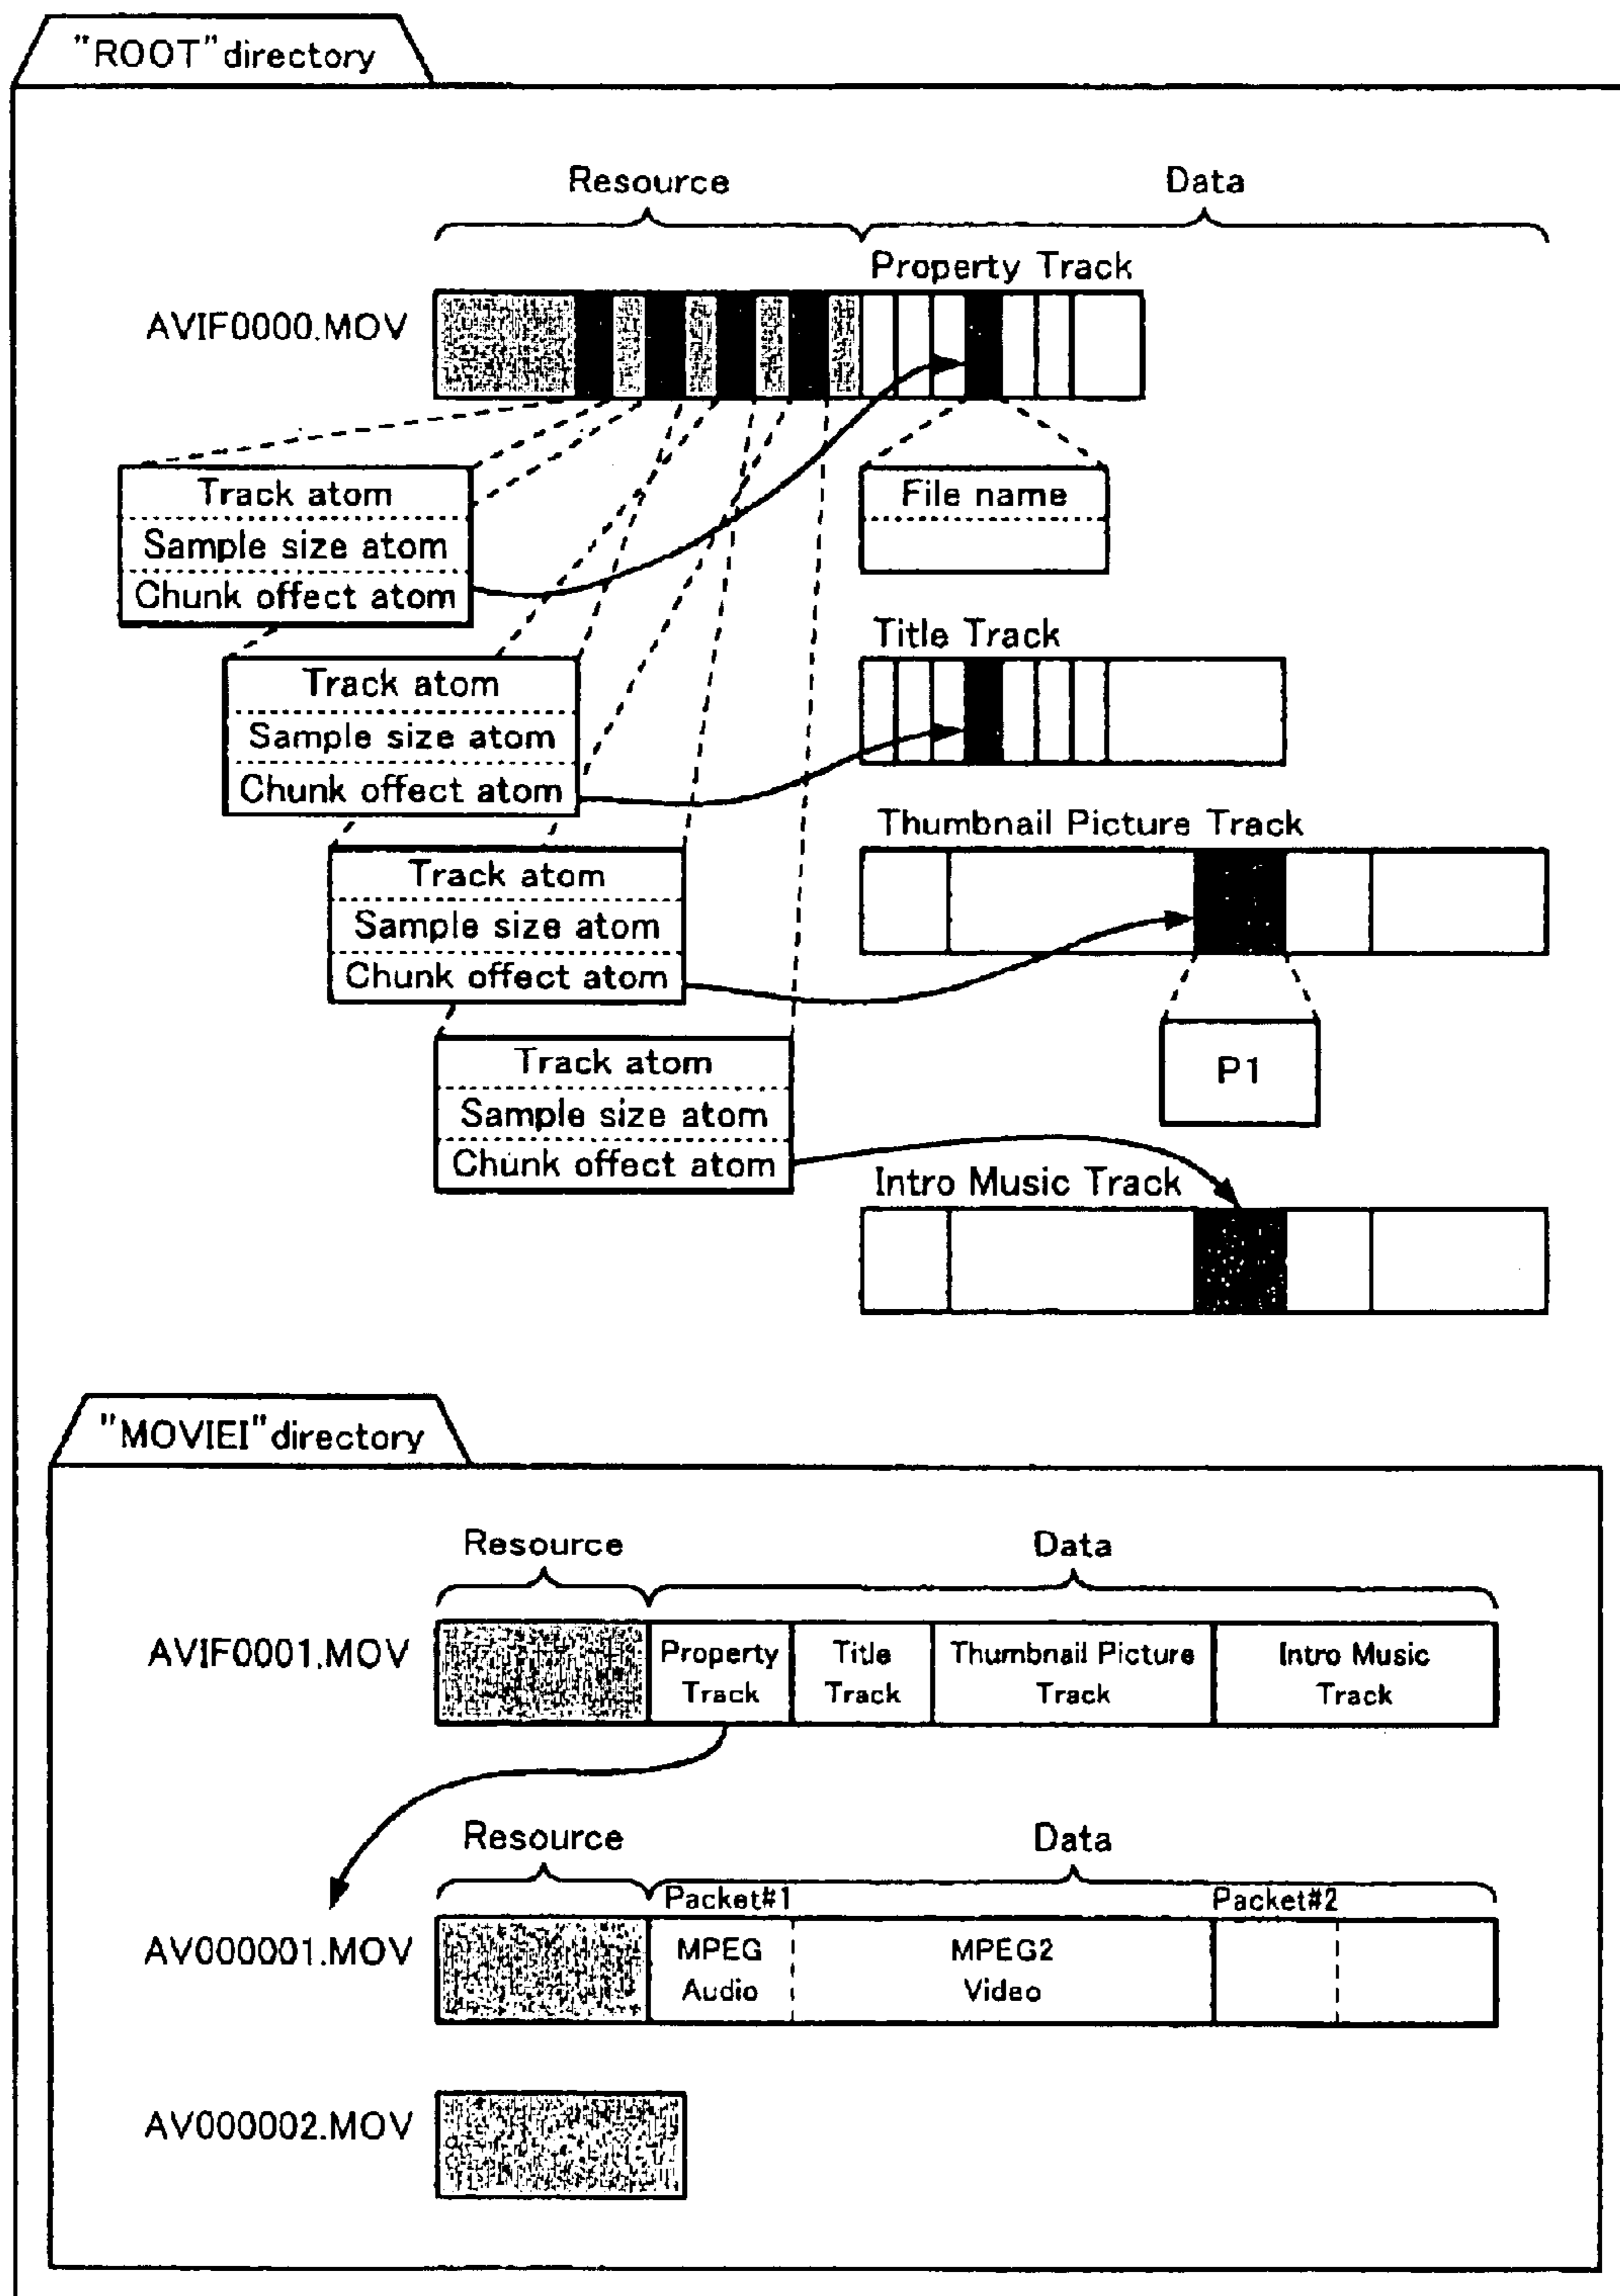 "ROOT" directory
Resource
Data
Property Track
AVIF0000.MOV
Track atom
Sample size atom
Chunk offect atom
File name
Title Track
Track atom
Sample size atom
Chunk offect atom
Thumbnail Picture Track
Track atom
Sample size atom
Chunk offect atom
P1
Track atom
Sample size atom
Chunk offect atom
Intro Music Track
"MOVIEI" directory
Resource
Data
AVIF0001.MOV
Property
Track
Title
Track
Thumbnail Picture
Track
Intro Music
Track
Resource
Data
Packet#1
Packet#2
AV000001.MOV
MPEG
Audio
MPEG2
Video
AV000002.MOV